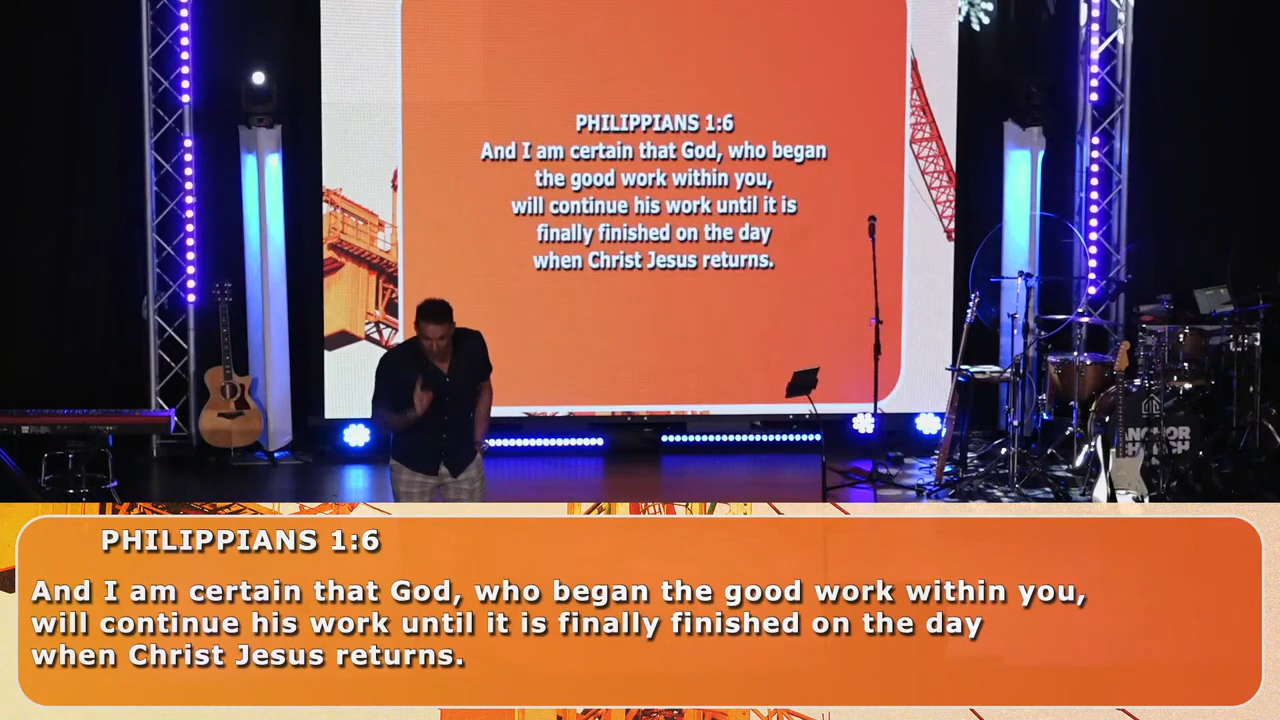 PHILIPPIANS 1:6
And I am certain that God, who began
the good work within you,
will continue his work until it is
finally finished on the day
when Christ Jesus returns.
ANCHOR
CHURCH
PHILIPPIANS 1:6
And I am certain that God, who began the good work within you,
will continue his work until it is finally finished on the day
when Christ Jesus returns.